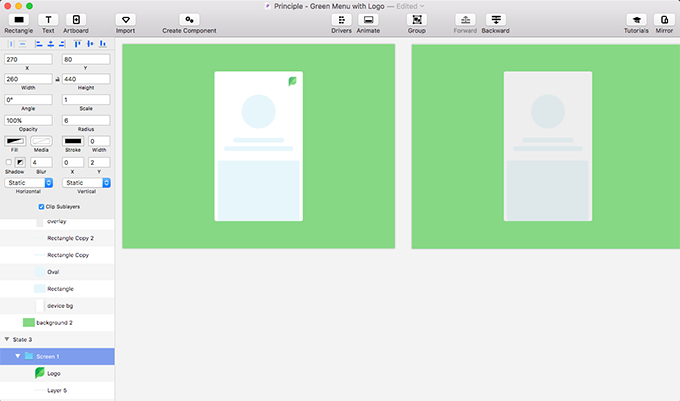 Principle - Green Menu with Logo — Edited
Rectangle Text Artboard Import Create Component Drivers Animate Group Forward Backward Tutorials Mirror
270 80
X Y
260 440
Width Height
0° 1
Angle Scale
100% 6
Opacity Radius
0
Fill Media Stroke Width
4 0 2
Shadow Blur X Y
Static Static
Horizontal Vertical
Clip Sublayers
overlay
Rectangle Copy 2
Rectangle Copy
Oval
Rectangle
device bg
background 2
State 3
Screen 1
Logo
Layer 5